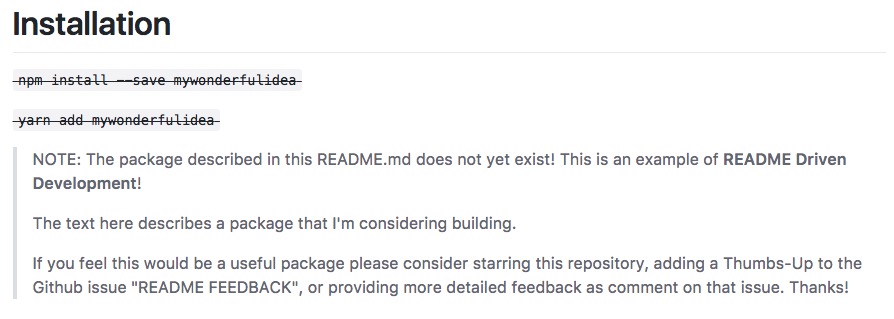 Installation
npm install --save mywonderfulidea
yarn add mywonderfulidea
NOTE: The package described in this README.md does not yet exist! This is an example of README Driven
Development!
The text here describes a package that I'm considering building.
If you feel this would be a useful package please consider starring this repository, adding a Thumbs-Up to the
Github issue "README FEEDBACK", or providing more detailed feedback as comment on that issue. Thanks!